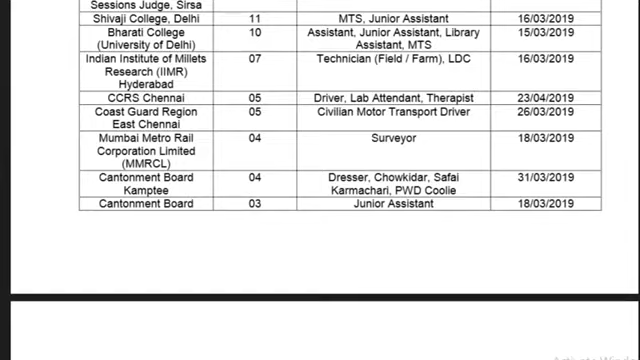 Sessions Judge, Sirsa
Shivaji College, Delhi 11 MTS, Junior Assistant 16/03/2019
Bharati College 10 Assistant, Junior Assistant, Library 15/03/2019
(University of Delhi) Assistant, MTS
Indian Institute of Millets 07 Technician (Field / Farm), LDC 16/03/2019
Research (IIMR)
Hyderabad
CCRS Chennai 05 Driver, Lab Attendant, Therapist 23/04/2019
Coast Guard Region 05 Civilian Motor Transport Driver 26/03/2019
East Chennai
Mumbai Metro Rail 04 Surveyor 18/03/2019
Corporation Limited
(MMRCL)
Cantonment Board 04 Dresser, Chowkidar, Safai 31/03/2019
Kamptee Karmachari, PWD Coolie
Cantonment Board 03 Junior Assistant 18/03/2019